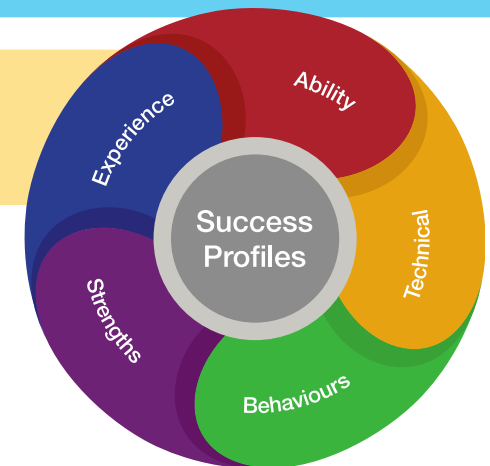 Ability
Technical
Behaviours
Strengths
Experience
Success
Profiles